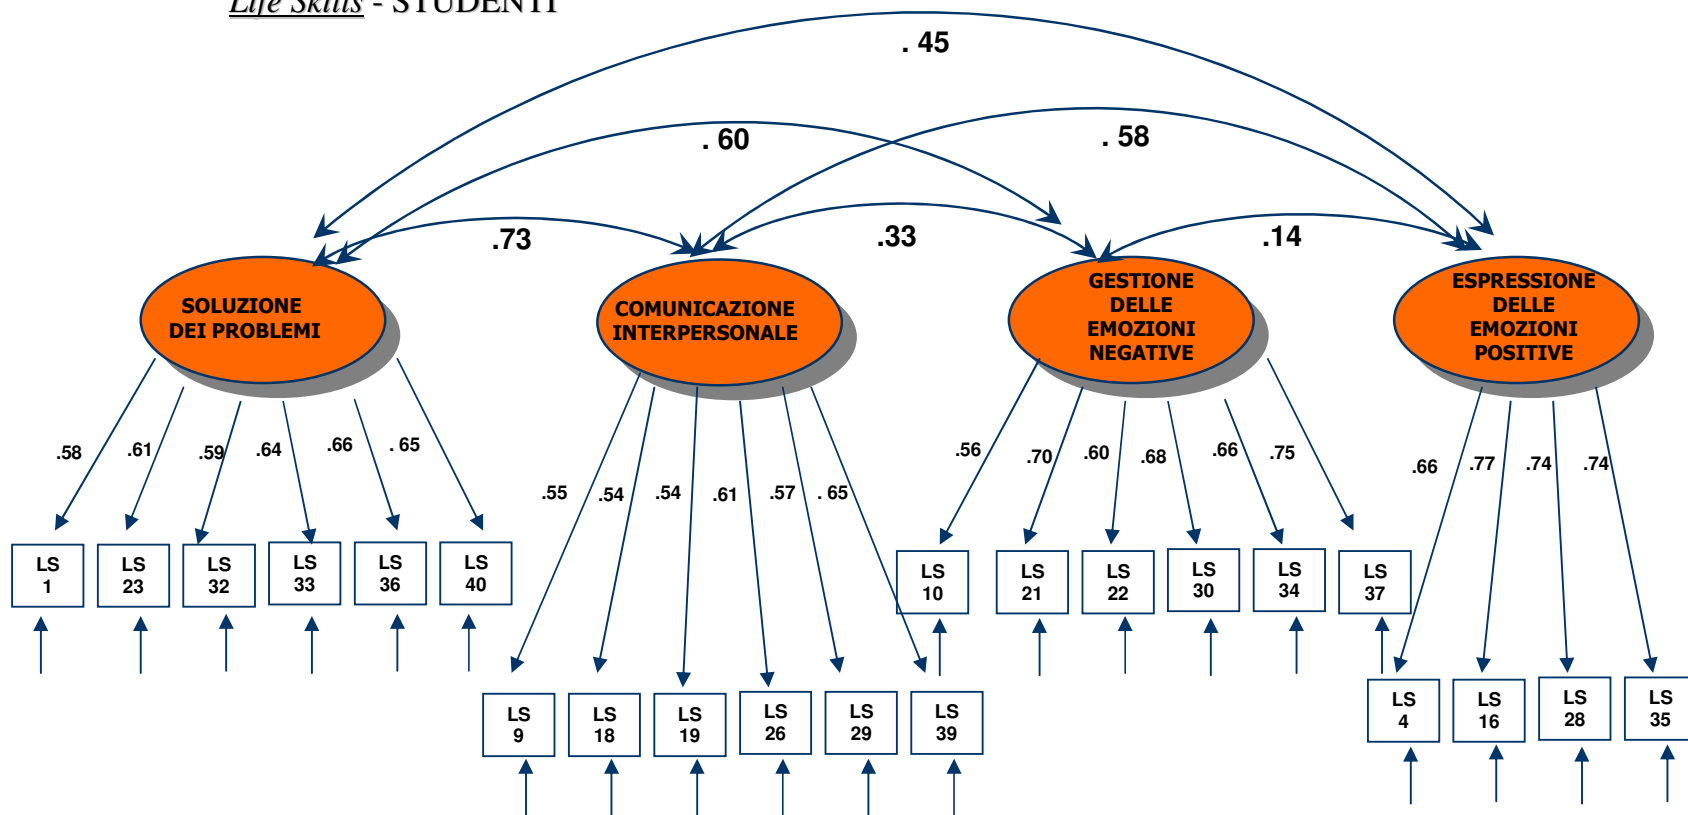 Life Skills - STUDENTI
. 45
. 60
. 58
.73
.33
.14
SOLUZIONE
DEI PROBLEMI
COMUNICAZIONE
INTERPERSONALE
GESTIONE
DELLE
EMOZIONI
NEGATIVE
ESPRESSIONE
DELLE
EMOZIONI
POSITIVE
.58
.61
.59
.64
.66
. 65
.55
.54
.54
.61
.57
. 65
.56
.70
.60
.68
.66
.75
.66
.77
.74
.74
LS
1
LS
23
LS
32
LS
33
LS
36
LS
40
LS
9
LS
18
LS
19
LS
26
LS
29
LS
39
LS
10
LS
21
LS
22
LS
30
LS
34
LS
37
LS
4
LS
16
LS
28
LS
35